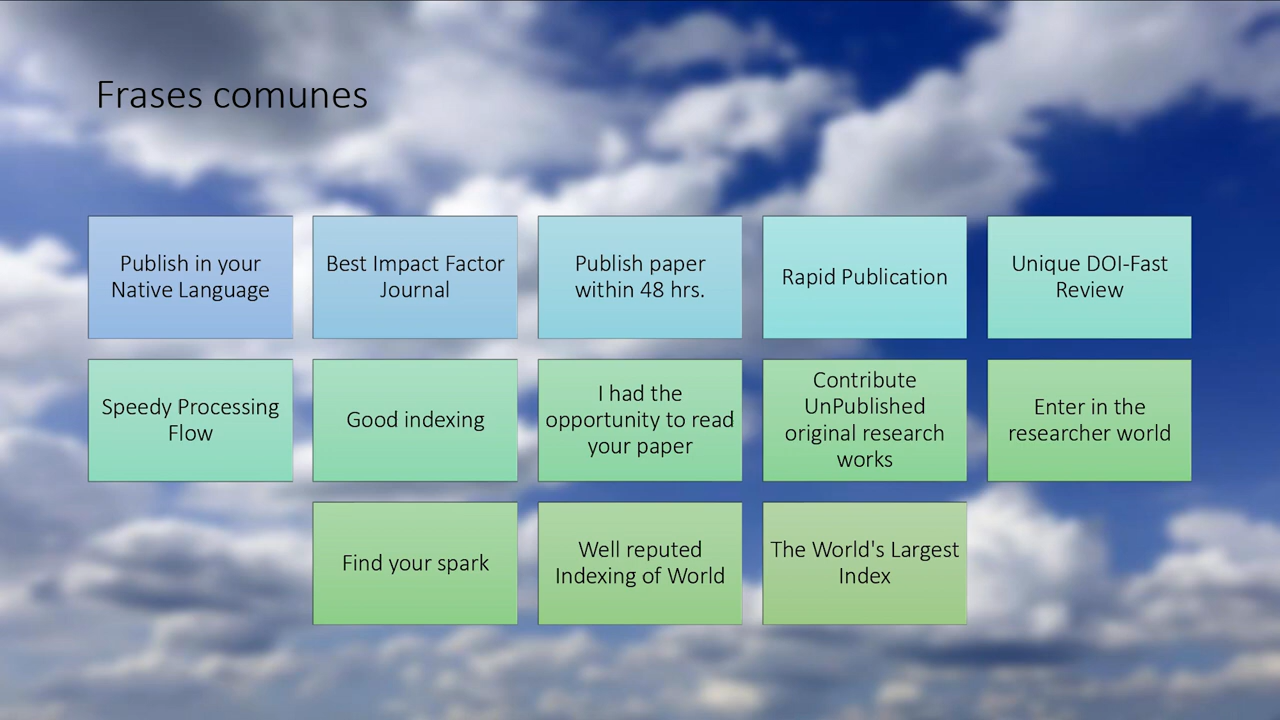 Frases comunes
Publish in your
Native Language
Best Impact Factor
Journal
Publish paper
within 48 hrs.
Rapid Publication
Unique DOI-Fast
Review
Speedy Processing
Flow
Good indexing
I had the
opportunity to read
your paper
Contribute
UnPublished
original research
works
Enter in the
researcher world
Find your spark
Well reputed
Indexing of World
The World's Largest
Index